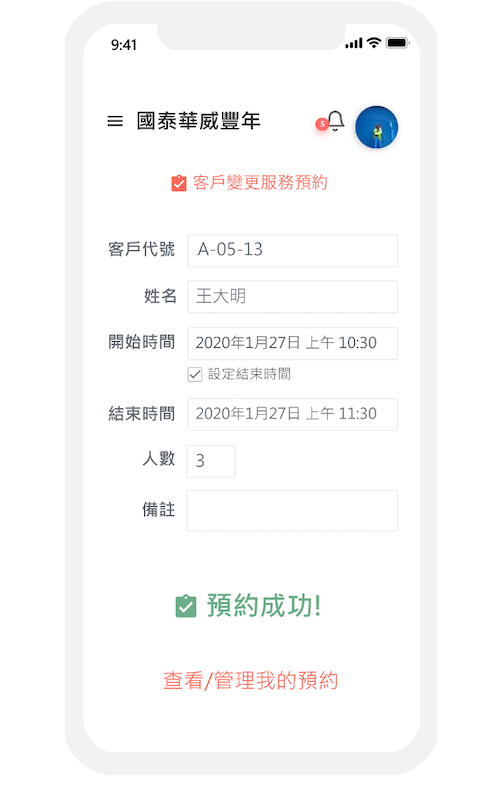 9:41
國泰華威豐年
5
客戶變更服務預約
客戶代號 A-05-13
姓名 王大明
開始時間 2020年1月27日 上午 10:30
設定結束時間
結束時間 2020年1月27日 上午 11:30
人數 3
備註
預約成功!
查看/管理我的預約